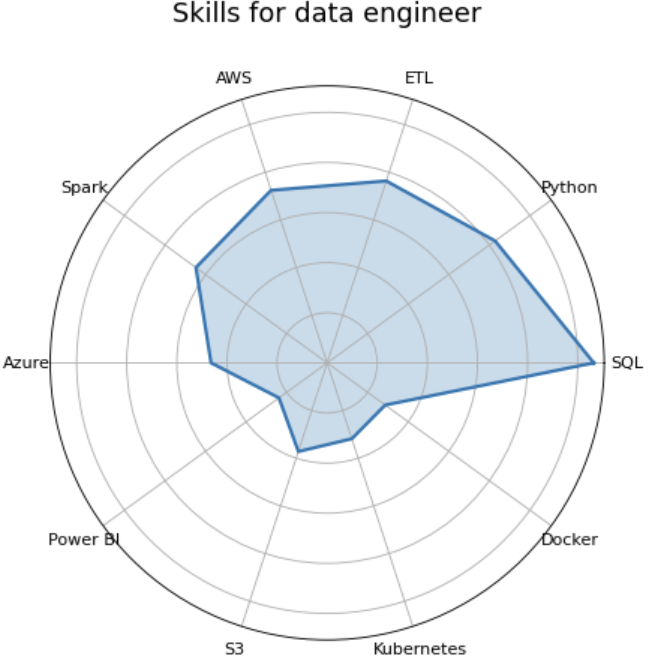 Skills for data engineer
AWS
ETL
Spark
Python
Azure
SQL
Power BI
Docker
S3
Kubernetes